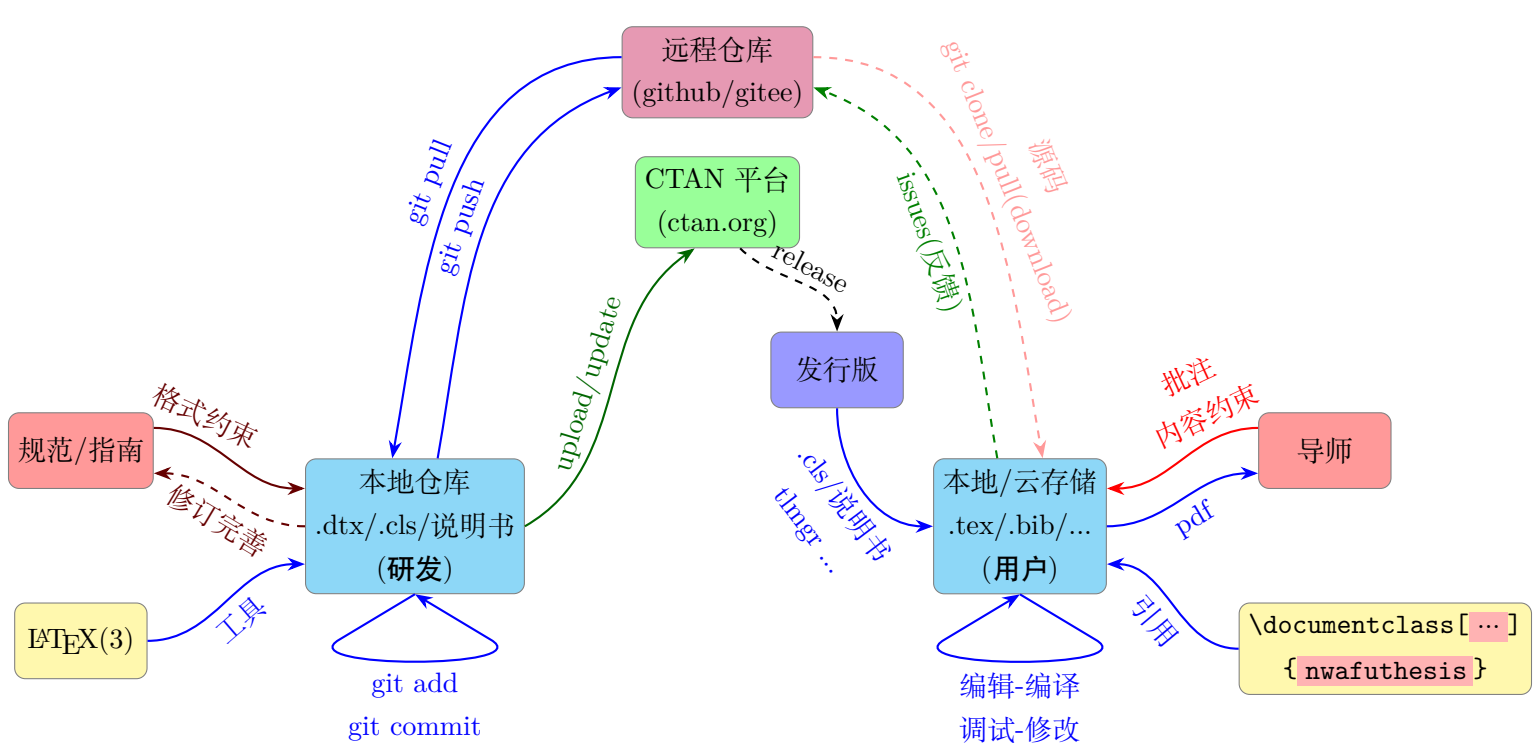 远程仓库
(github/gitee)
git pull
git push
git clone/pull(download)
源码
issues(反馈)
CTAN 平台
(ctan.org)
release
upload/update
发行版
.cls/说明书
tlmgr ...
规范/指南
格式约束
修订完善
LATEX(3)
工具
本地仓库
.dtx/.cls/说明书
(研发)
git add
git commit
本地/云存储
.tex/.bib/...
(用户)
编辑-编译
调试-修改
批注
内容约束
导师
pdf
引用
\documentclass[...]
{nwafuthesis}